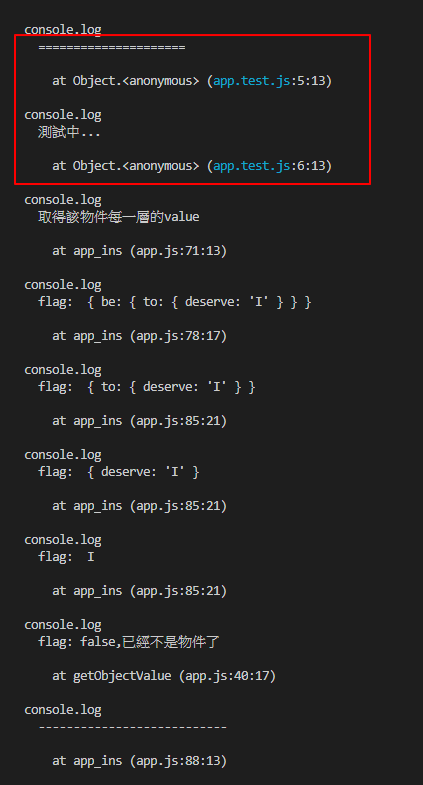 console.log
=====================
at Object.<anonymous> (app.test.js:5:13)
console.log
測試中...
at Object.<anonymous> (app.test.js:6:13)
console.log
取得該物件每一層的value
at app_ins (app.js:71:13)
console.log
flag:  { be: { to: { deserve: 'I' } } }
at app_ins (app.js:78:17)
console.log
flag:  { to: { deserve: 'I' } }
at app_ins (app.js:85:21)
console.log
flag:  { deserve: 'I' }
at app_ins (app.js:85:21)
console.log
flag:  I
at app_ins (app.js:85:21)
console.log
flag: false,已經不是物件了
at getObjectValue (app.js:40:17)
console.log
---------------------------
at app_ins (app.js:88:13)